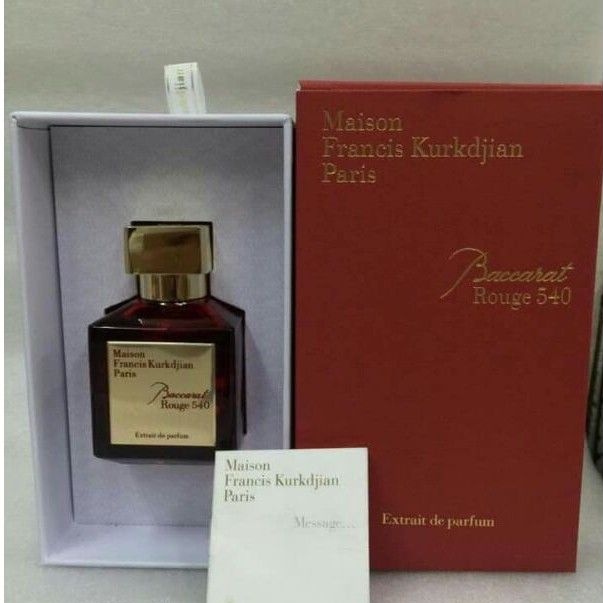 Maison
Francis Kurkdjian
Paris
Baccarat
Rouge 540
Extrait de parfum
Maison
Francis Kurkdjian
Paris
Baccarat
Rouge 540
Extrait de parfum
Maison
Francis Kurkdjian
Paris
Message...